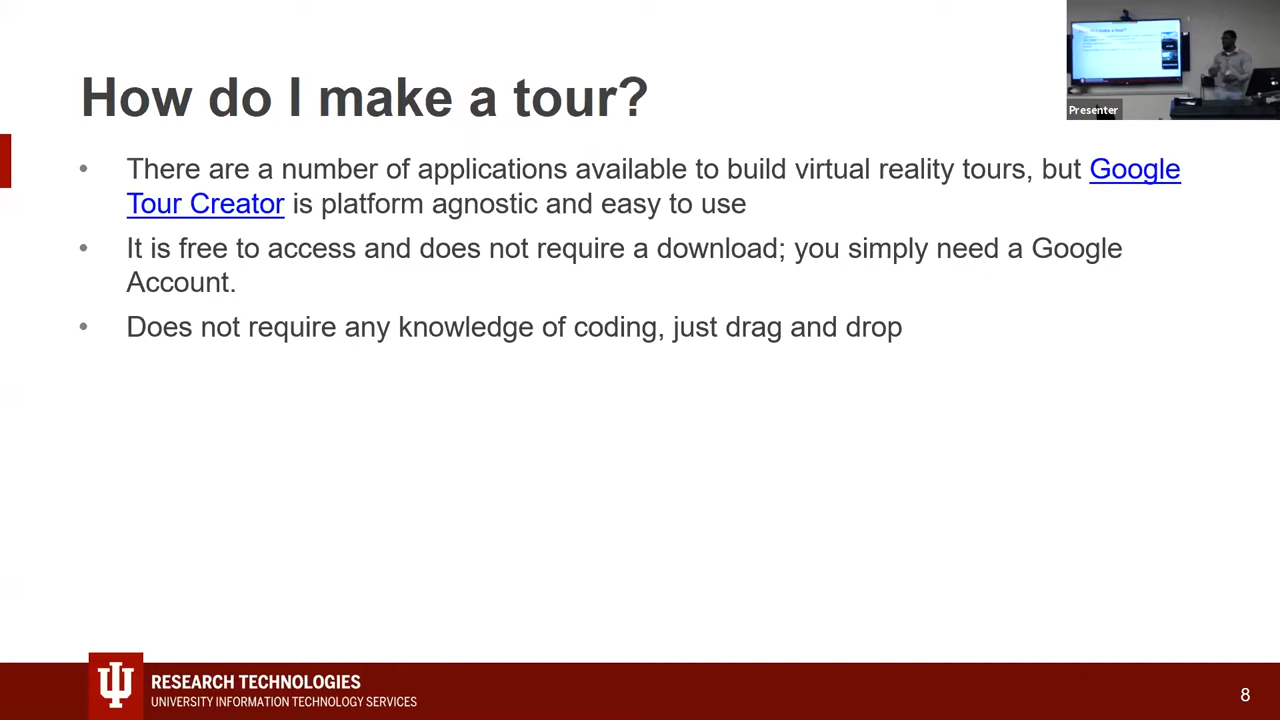 Presenter
How do I make a tour?
• There are a number of applications available to build virtual reality tours, but Google
Tour Creator is platform agnostic and easy to use
• It is free to access and does not require a download; you simply need a Google
Account.
• Does not require any knowledge of coding, just drag and drop
RESEARCH TECHNOLOGIES
UNIVERSITY INFORMATION TECHNOLOGY SERVICES
8